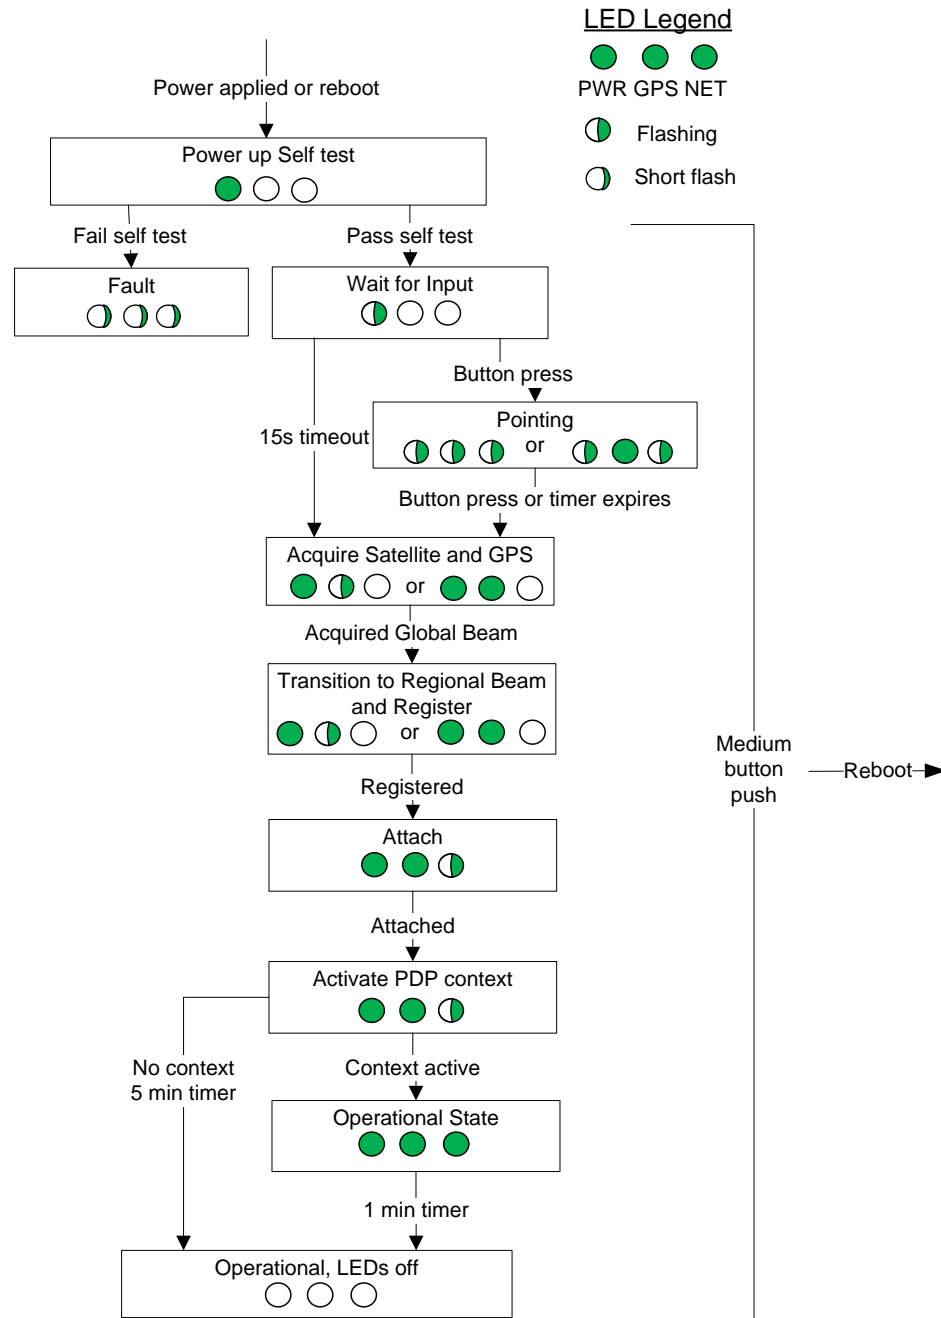 LED Legend
PWR GPS NET
Flashing
Short flash
Power applied or reboot
Power up Self test
Fail self test
Pass self test
Fault
Wait for Input
Button press
15s timeout
Pointing
or
Button press or timer expires
Acquire Satellite and GPS
or
Acquired Global Beam
Transition to Regional Beam
and Register
or
Registered
Medium
button
push
Reboot
Attach
Attached
Activate PDP context
No context
5 min timer
Context active
Operational State
1 min timer
Operational, LEDs off